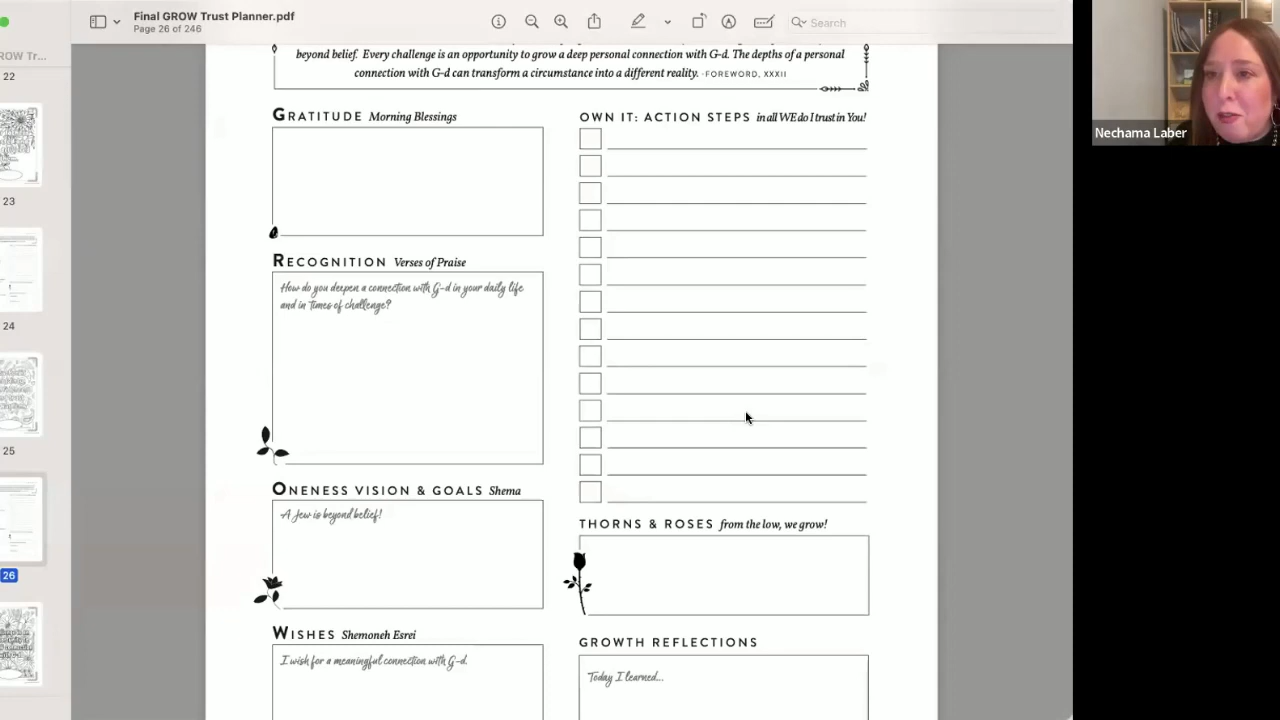 Final GROW Trust Planner.pdf
Page 26 of 246
Search
OW Tr...
22
23
24
25
26
beyond belief. Every challenge is an opportunity to grow a deep personal connection with G-d. The depths of a personal
connection with G-d can transform a circumstance into a different reality. -FOREWORD, XXXII
GRATITUDE Morning Blessings
RECOGNITION Verses of Praise
How do you deepen a connection with G-d in your daily life
and in times of challenge?
ONENESS VISION & GOALS Shema
A Jew is beyond belief!
WISHES Shemoneh Esrei
I wish for a meaningful connection with G-d.
OWN IT: ACTION STEPS in all WE do I trust in You!
THORNS & ROSES from the low, we grow!
GROWTH REFLECTIONS
Today I learned...
Nechama Laber